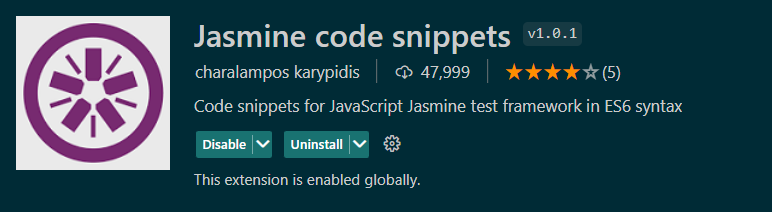 Jasmine code snippets v1.0.1
charalampos karypidis 47,999 (5)
Code snippets for JavaScript Jasmine test framework in ES6 syntax
Disable Uninstall
This extension is enabled globally.